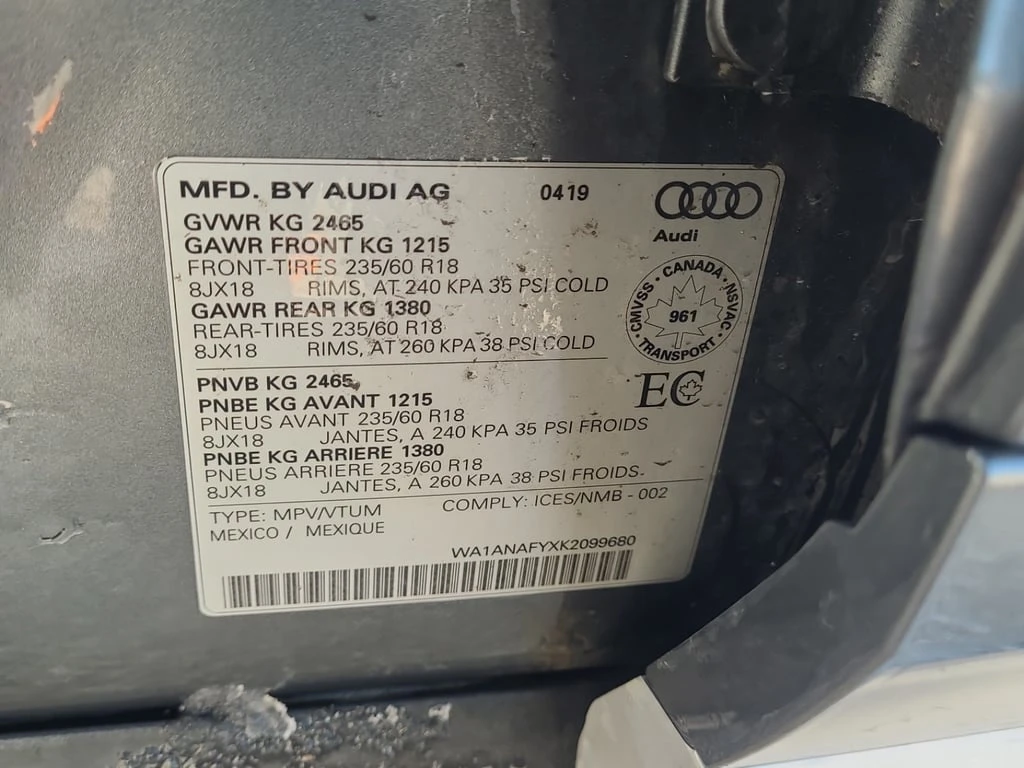 MFD. BY AUDI AG 0419
Audi
GVWR KG 2465
GAWR FRONT KG 1215
FRONT-TIRES 235/60 R18
8JX18 RIMS, AT 240 KPA 35 PSI COLD
GAWR REAR KG 1380
REAR-TIRES 235/60 R18
8JX18 RIMS, AT 260 KPA 38 PSI COLD
CANADA · NSVAC · TRANSPORT · CMVSS ·
961
PNVB KG 2465
PNBE KG AVANT 1215
PNEUS AVANT 235/60 R18
8JX18 JANTES, A 240 KPA 35 PSI FROIDS
PNBE KG ARRIERE 1380
PNEUS ARRIERE 235/60 R18
8JX18 JANTES, A 260 KPA 38 PSI FROIDS
EC
TYPE: MPV/VTUM COMPLY: ICES/NMB - 002
MEXICO / MEXIQUE
WA1ANAFYXK2099680